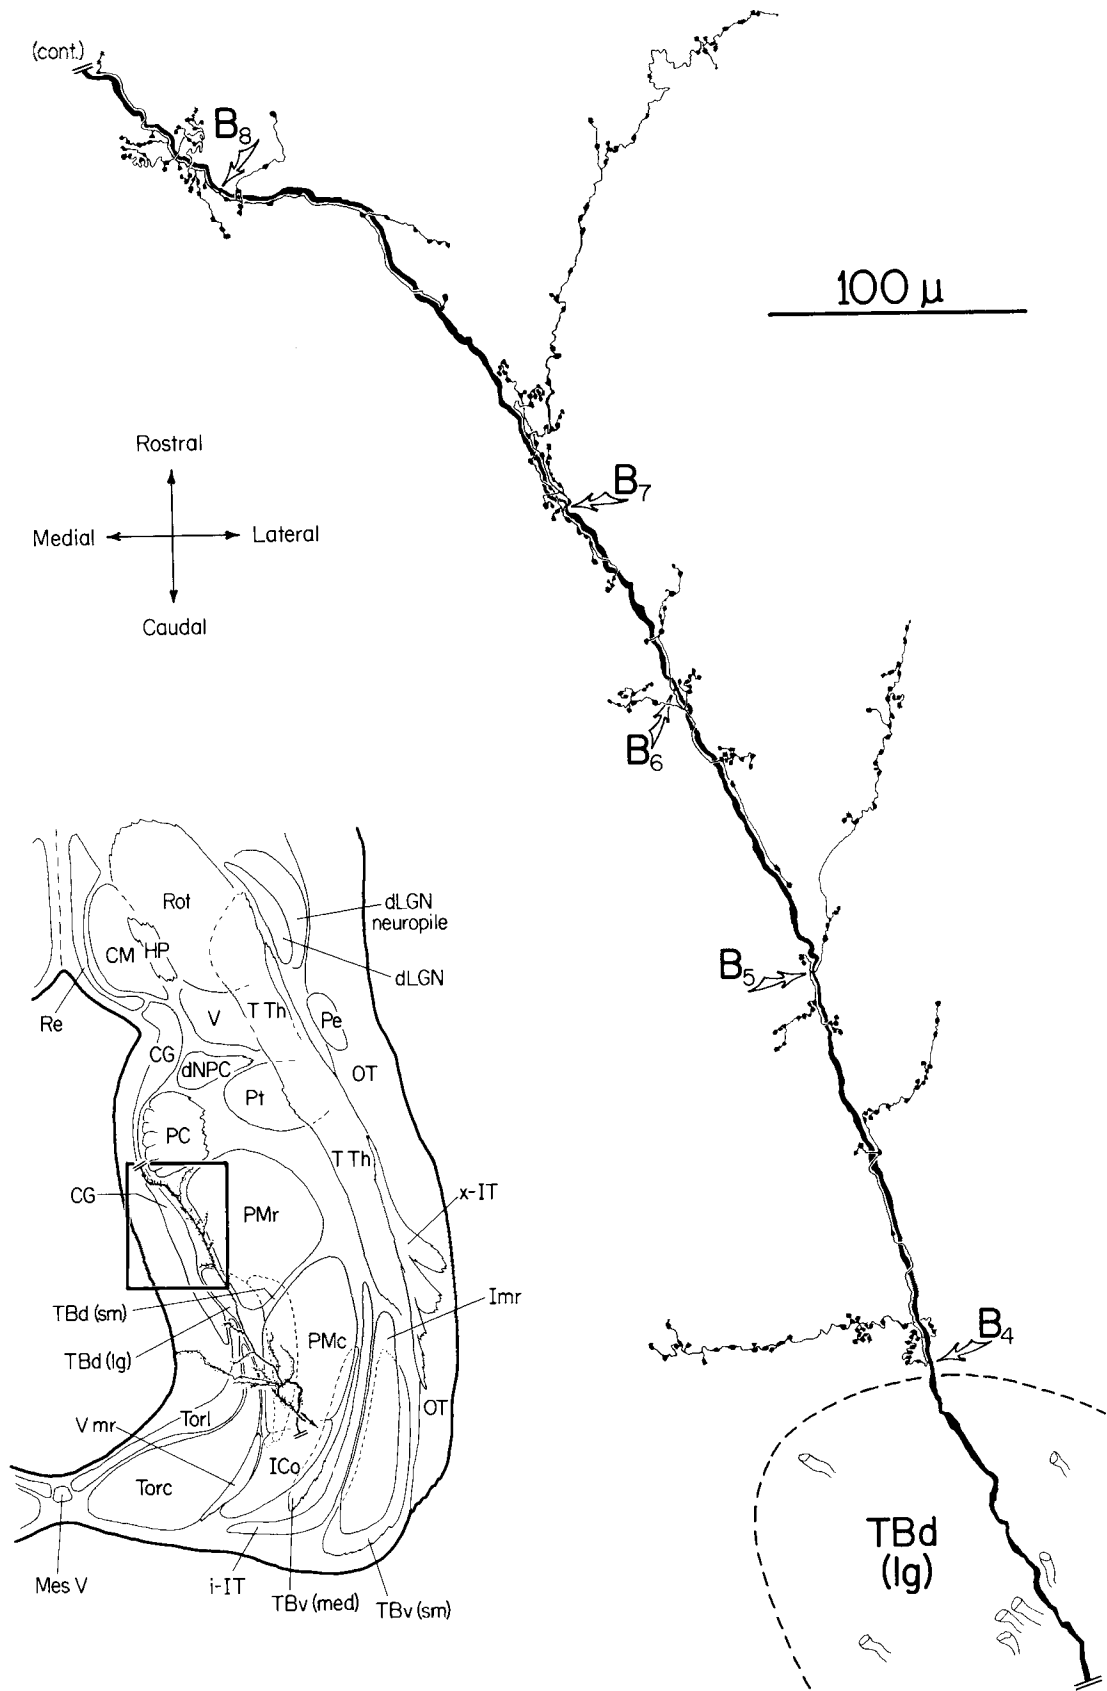 (cont.)
B8
100 μ
Rostral
Medial
Lateral
Caudal
B7
B6
B5
B4
TBd
(lg)
Rot
dLGN
neuropile
CM
HP
dLGN
Re
V
T Th
Pe
CG
dNPC
OT
Pt
PC
T Th
CG
PMr
x-IT
TBd (sm)
Imr
TBd (lg)
PMc
OT
V mr
Torl
ICo
Torc
Mes V
i-IT
TBv (med)
TBv (sm)